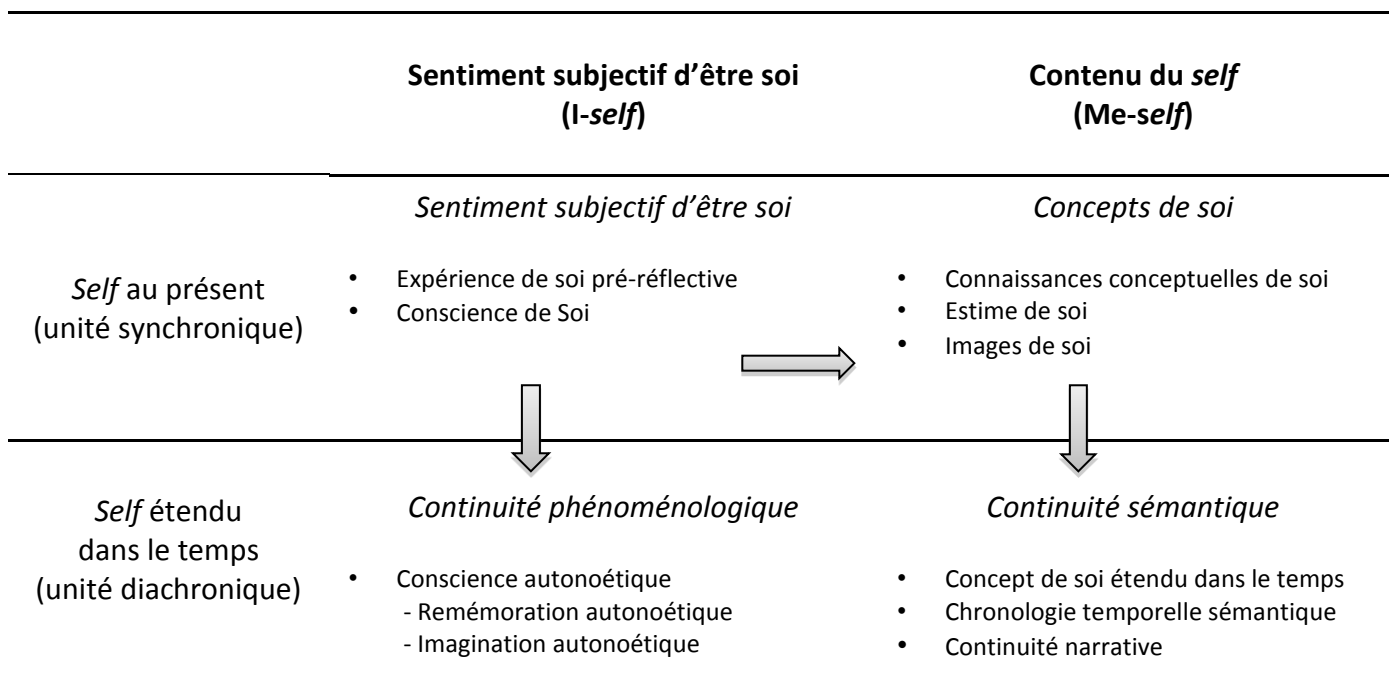 Sentiment subjectif d’être soi
(I-self)
Contenu du self
(Me-self)
Self au présent
(unité synchronique)
Sentiment subjectif d’être soi
• Expérience de soi pré-réflective
• Conscience de Soi
Concepts de soi
• Connaissances conceptuelles de soi
• Estime de soi
• Images de soi
Self étendu
dans le temps
(unité diachronique)
Continuité phénoménologique
• Conscience autonoétique
- Remémoration autonoétique
- Imagination autonoétique
Continuité sémantique
• Concept de soi étendu dans le temps
• Chronologie temporelle sémantique
• Continuité narrative